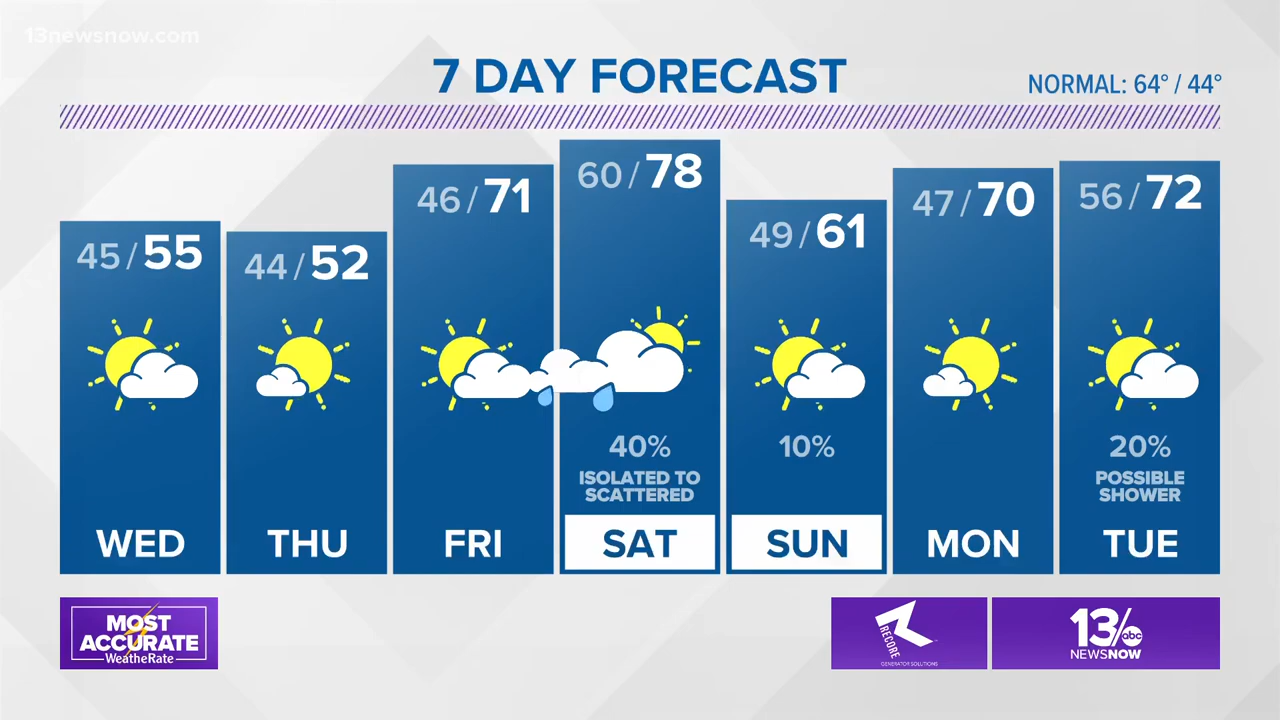 13newsnow.com
7 DAY FORECAST
NORMAL: 64° / 44°
45/55
WED
44/52
THU
46/71
FRI
60/78
40%
ISOLATED TO
SCATTERED
SAT
49/61
10%
SUN
47/70
MON
56/72
20%
POSSIBLE
SHOWER
TUE
MOST
ACCURATE
WeatheRate
RECORE
GENERATOR SOLUTIONS
13/ abc
NEWSNOW